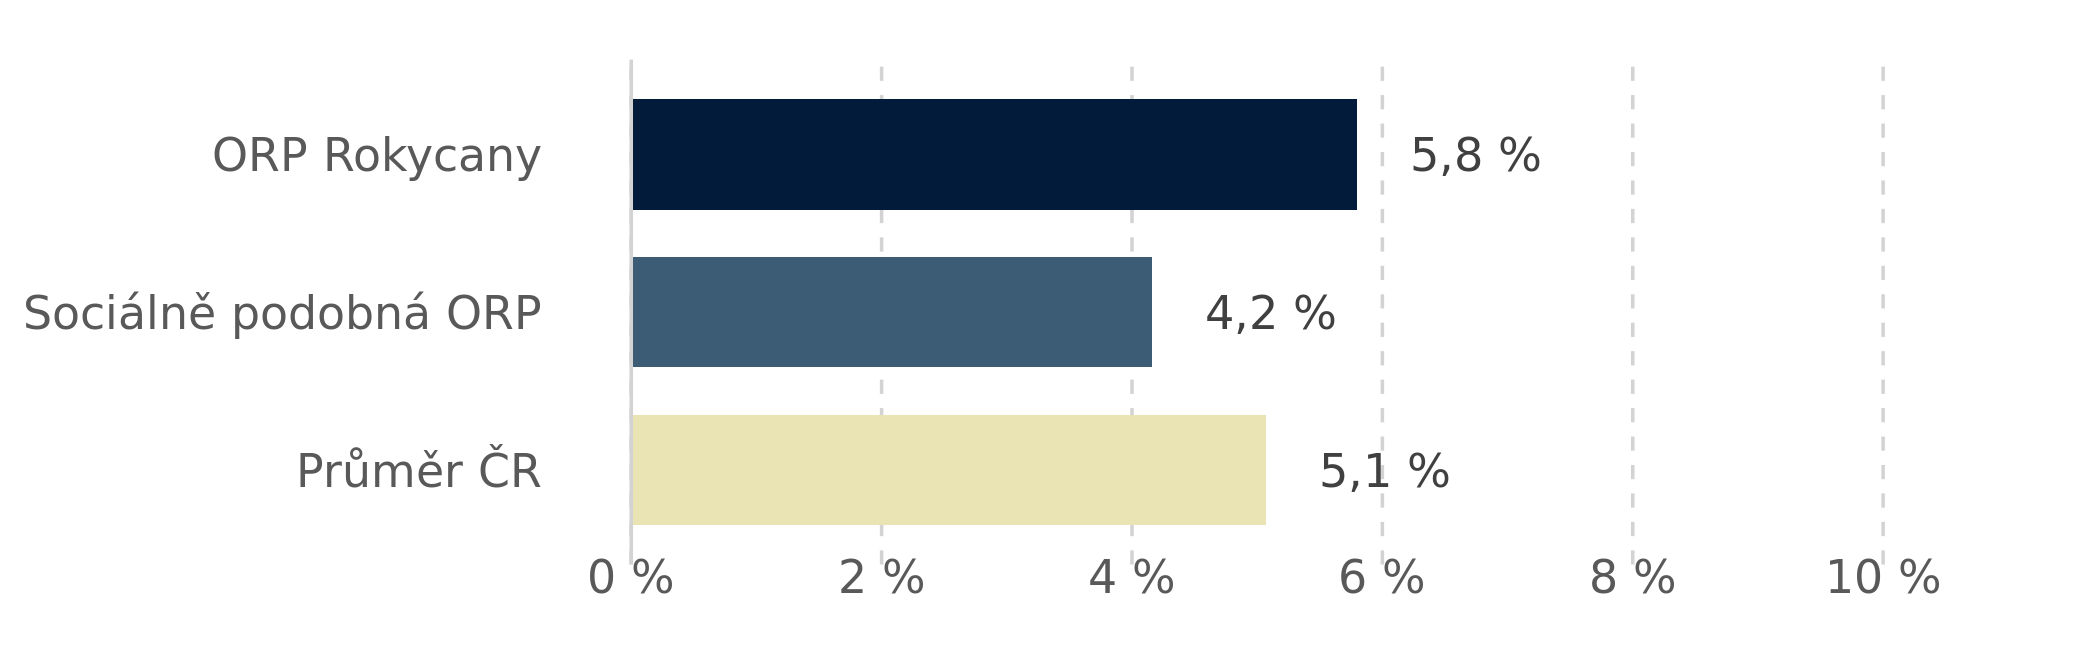 ORP Rokycany
5,8 %
Sociálně podobná ORP
4,2 %
Průměr ČR
5,1 %
0 % 2 % 4 % 6 % 8 % 10 %